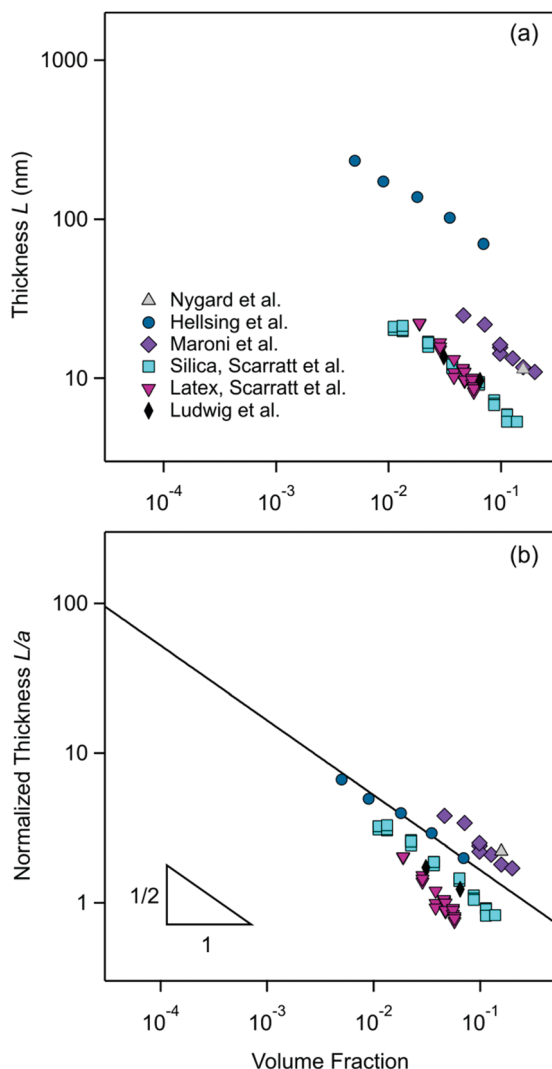 (a)
Thickness L (nm)
1000
100
10
Nygard et al.
Hellsing et al.
Maroni et al.
Silica, Scarratt et al.
Latex, Scarratt et al.
Ludwig et al.
10⁻⁴ 10⁻³ 10⁻² 10⁻¹
(b)
Normalized Thickness L/a
100
10
1
1/2
1
10⁻⁴ 10⁻³ 10⁻² 10⁻¹
Volume Fraction